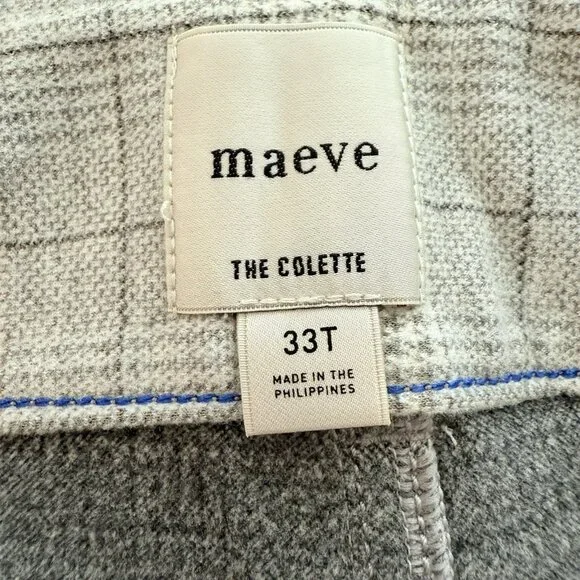 maeve
THE COLETTE
33T
MADE IN THE
PHILIPPINES